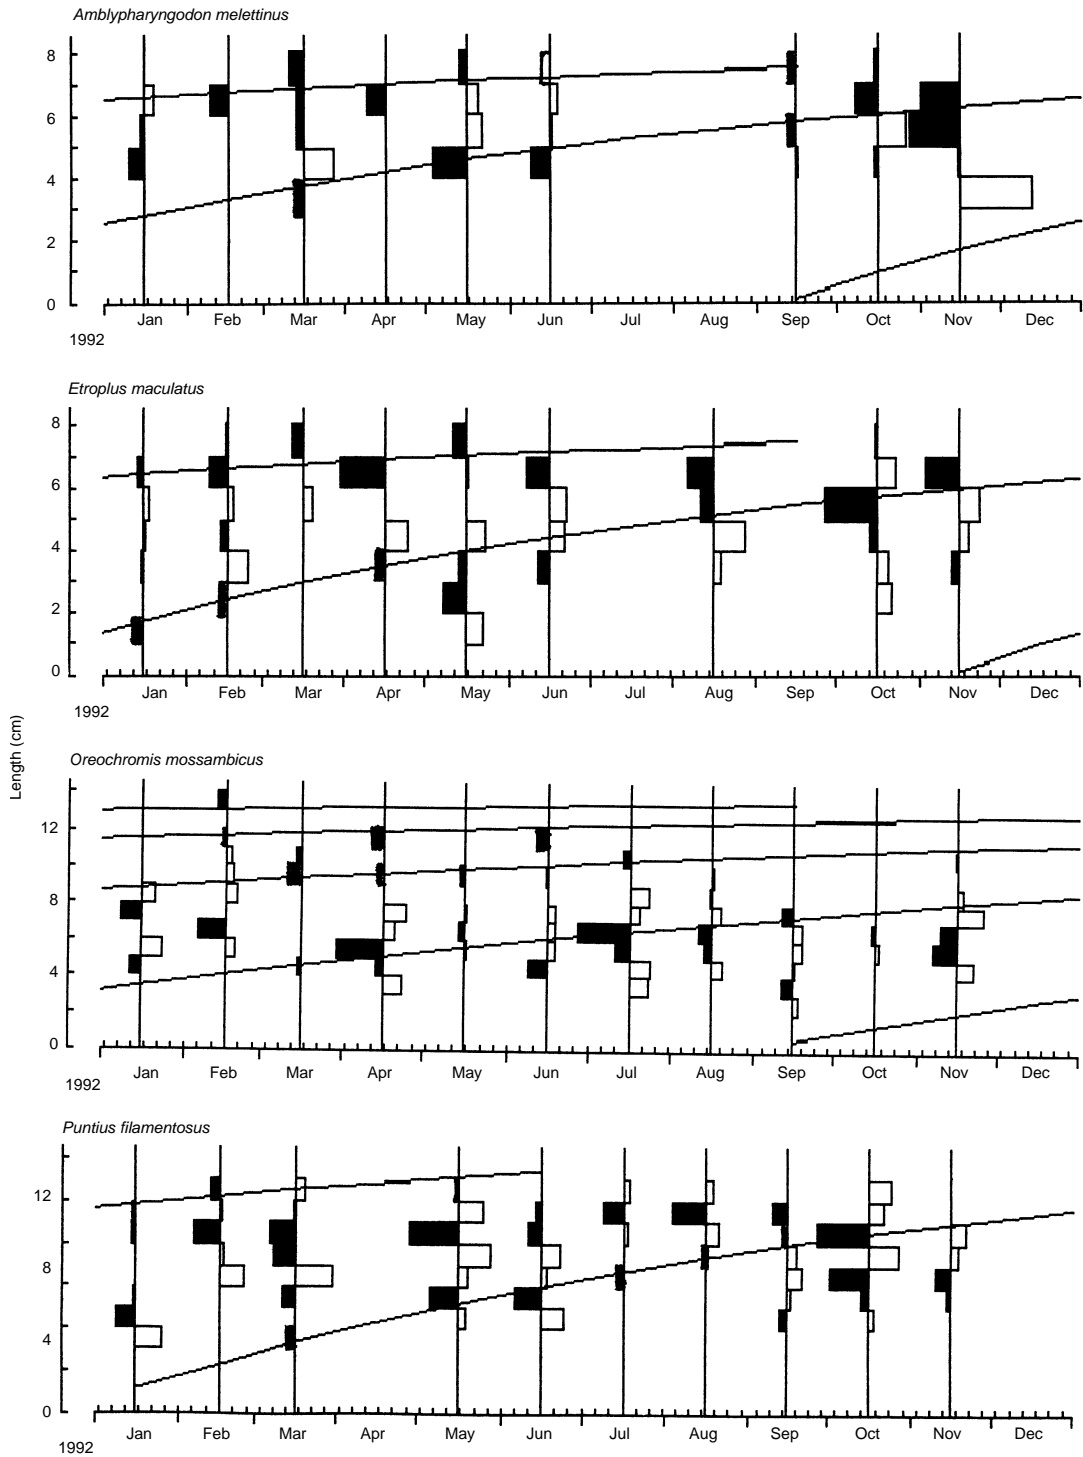 Amblypharyngodon melettinus
8
6
4
2
0
Jan Feb Mar Apr May Jun Jul Aug Sep Oct Nov Dec
1992
Etroplus maculatus
8
6
4
2
0
Jan Feb Mar Apr May Jun Jul Aug Sep Oct Nov Dec
1992
Length (cm)
Oreochromis mossambicus
12
8
4
0
Jan Feb Mar Apr May Jun Jul Aug Sep Oct Nov Dec
1992
Puntius filamentosus
12
8
4
0
Jan Feb Mar Apr May Jun Jul Aug Sep Oct Nov Dec
1992